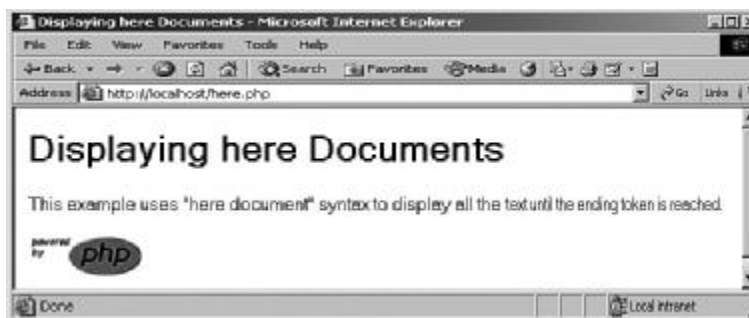 Displaying here Documents - Microsoft Internet Explorer
File Edit View Favorites Tools Help
Back Search Favorites Media
Address http://localhost/here.php Go Links
Displaying here Documents
This example uses "here document" syntax to display all the text until the ending token is reached.
powered
by php
Done Local intranet